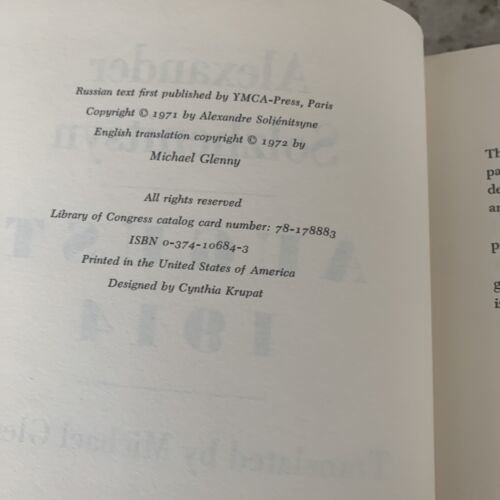 Russian text first published by YMCA-Press, Paris
Copyright © 1971 by Alexandre Soljénitsyne
English translation copyright © 1972 by
Michael Glenny
All rights reserved
Library of Congress catalog card number: 78-178883
ISBN 0-374-10684-3
Printed in the United States of America
Designed by Cynthia Krupat